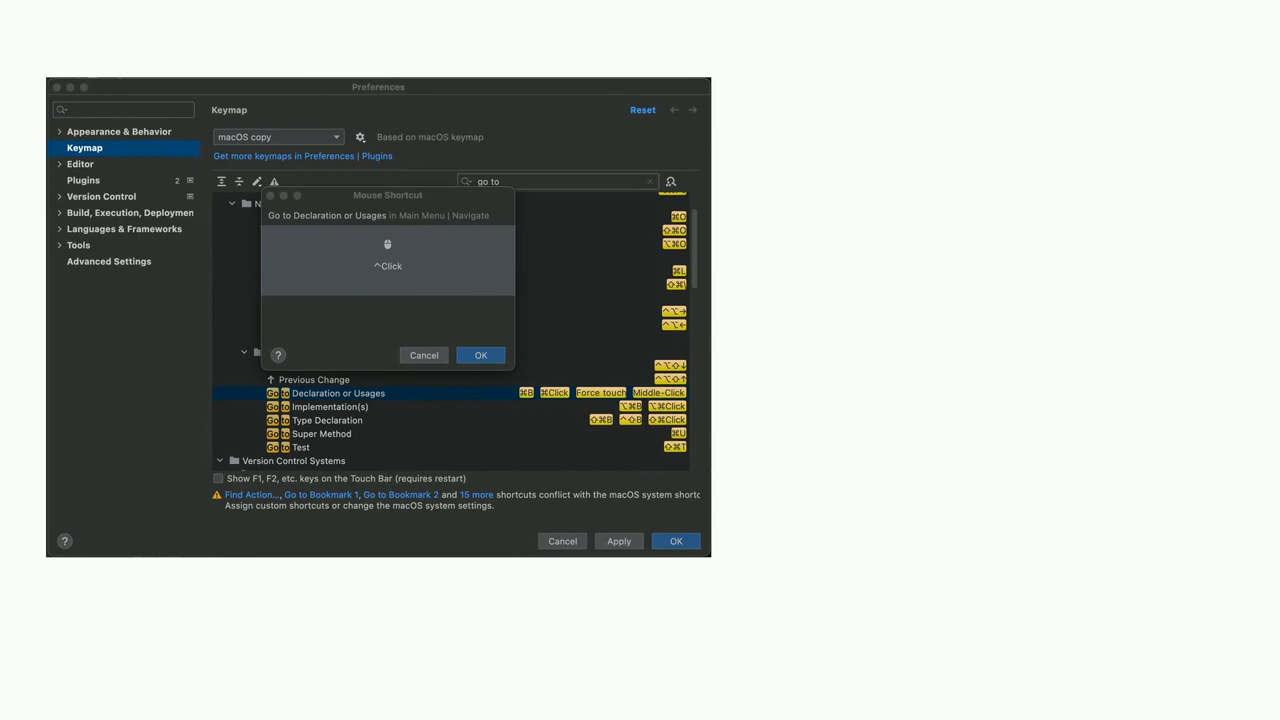 Preferences
Keymap
Reset
Appearance & Behavior
Keymap
Editor
Plugins 2
Version Control
Build, Execution, Deploymen
Languages & Frameworks
Tools
Advanced Settings
macOS copy
Based on macOS keymap
Get more keymaps in Preferences | Plugins
go to
N
⌘O
⇧⌘O
⌥⌘O
⌘L
⇧⌘\
^⌥→
^⌥←
Mouse Shortcut
Go to Declaration or Usages in Main Menu | Navigate
^Click
?
Cancel
OK
^⌥⇧↓
Previous Change ^⌥⇧↑
Go to Declaration or Usages ⌘B ⌘Click Force touch Middle-Click
Go to Implementation(s) ⌥⌘B ⌥⌘Click
Go to Type Declaration ⇧⌘B ^⇧B ⇧⌘Click
Go to Super Method ⌘U
Go to Test ⇧⌘T
Version Control Systems
Show F1, F2, etc. keys on the Touch Bar (requires restart)
Find Action..., Go to Bookmark 1, Go to Bookmark 2 and 15 more shortcuts conflict with the macOS system shortc
Assign custom shortcuts or change the macOS system settings.
?
Cancel
Apply
OK